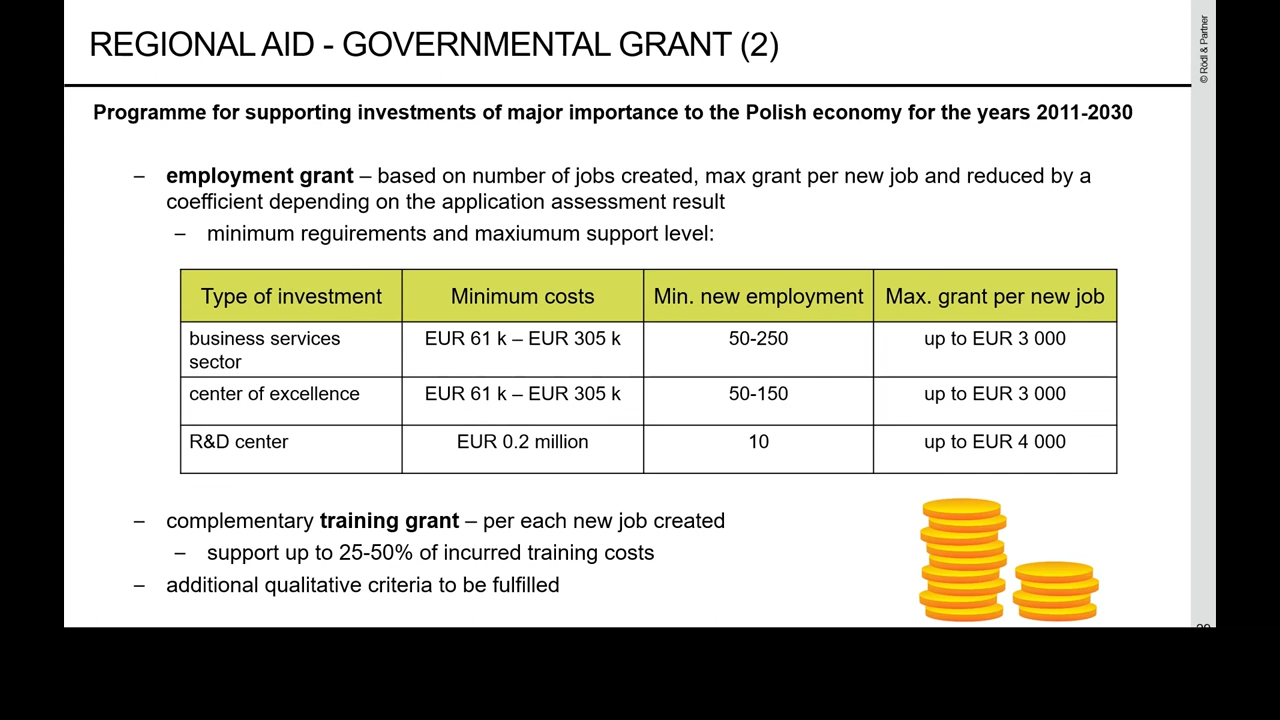 REGIONAL AID - GOVERNMENTAL GRANT (2)
© Rödl & Partner
Programme for supporting investments of major importance to the Polish economy for the years 2011-2030
– employment grant – based on number of jobs created, max grant per new job and reduced by a
coefficient depending on the application assessment result
– minimum reguirements and maxiumum support level:
Type of investment Minimum costs Min. new employment Max. grant per new job
business services EUR 61 k – EUR 305 k 50-250 up to EUR 3 000
sector
center of excellence EUR 61 k – EUR 305 k 50-150 up to EUR 3 000
R&D center EUR 0.2 million 10 up to EUR 4 000
– complementary training grant – per each new job created
– support up to 25-50% of incurred training costs
– additional qualitative criteria to be fulfilled